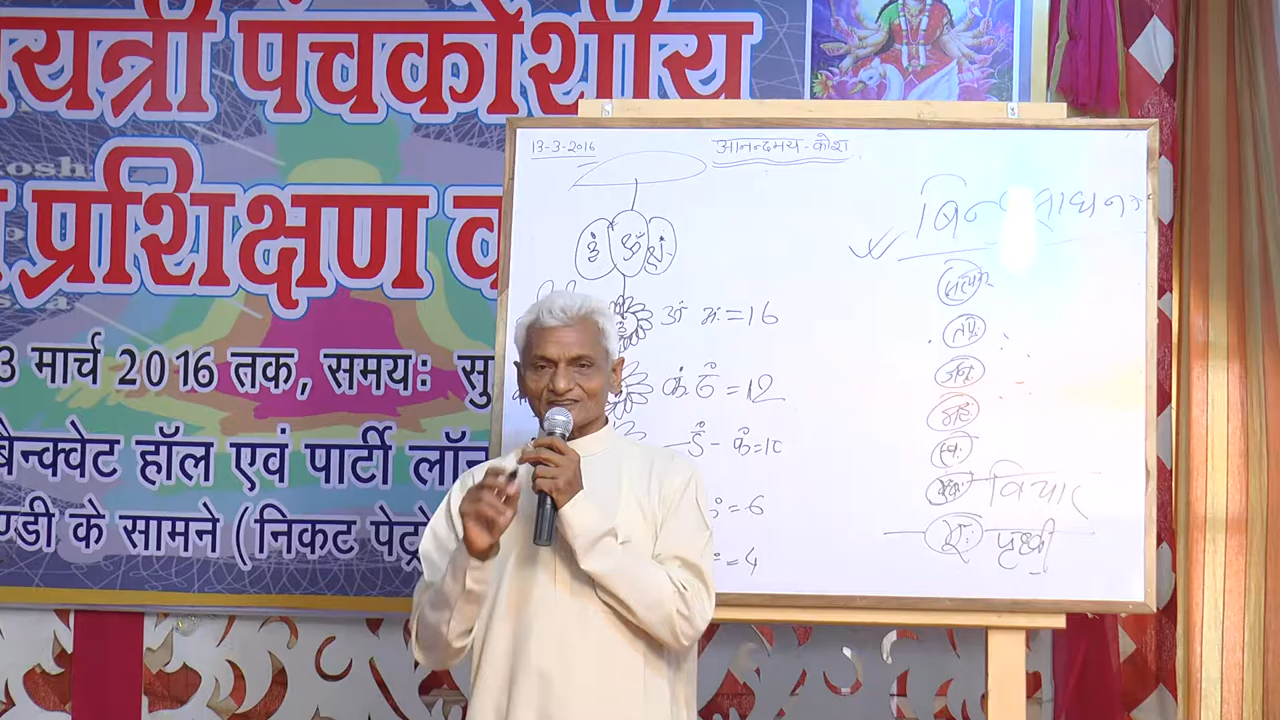 यत्री पंचकोशीय
osh
प्रशिक्षण व
3 मार्च 2016 तक, समयः सु
बेन्क्वेट हॉल एवं पार्टी लॉन
ण्डी के सामने (निकट पेट्रो
13-3-2016
आनन्दमय-कोश
ॐ
अं अः = 16
कं ठं = 12
डं - फं = 10
= 6
= 4
तपः
जनः
महः
स्वः
विचार
भूः पृथ्वी